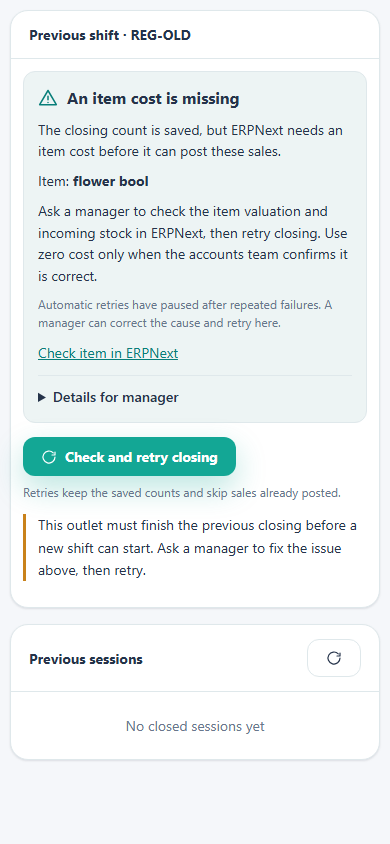 Previous shift · REG-OLD
An item cost is missing
The closing count is saved, but ERPNext needs an
item cost before it can post these sales.
Item: flower bool
Ask a manager to check the item valuation and
incoming stock in ERPNext, then retry closing. Use
zero cost only when the accounts team confirms it
is correct.
Automatic retries have paused after repeated failures. A
manager can correct the cause and retry here.
Check item in ERPNext
Details for manager
Check and retry closing
Retries keep the saved counts and skip sales already posted.
This outlet must finish the previous closing before a
new shift can start. Ask a manager to fix the issue
above, then retry.
Previous sessions
No closed sessions yet